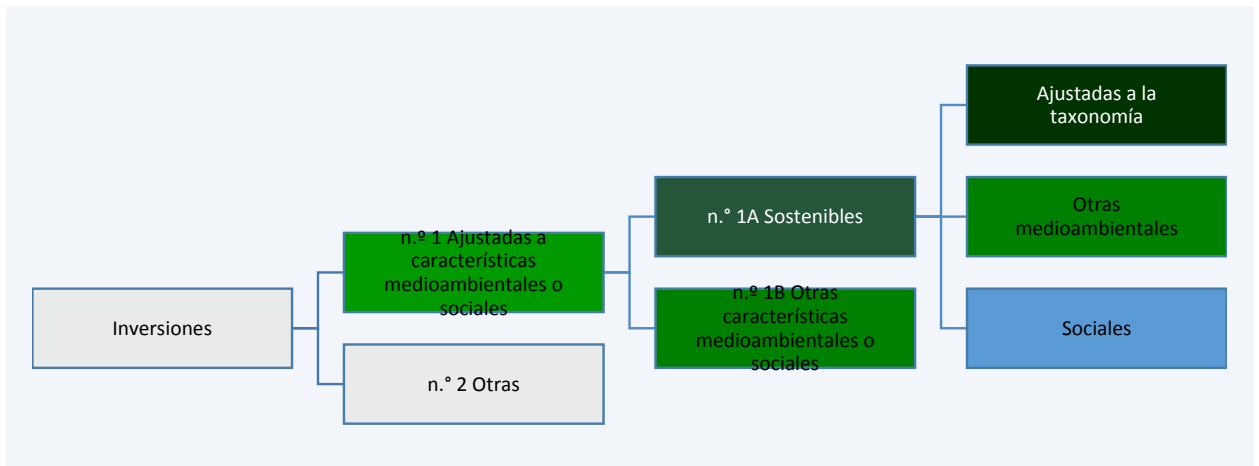 Inversiones
n.º 1 Ajustadas a
características
medioambientales o
sociales
n.° 2 Otras
n.° 1A Sostenibles
n.º 1B Otras
características
medioambientales o
sociales
Ajustadas a la
taxonomía
Otras
medioambientales
Sociales